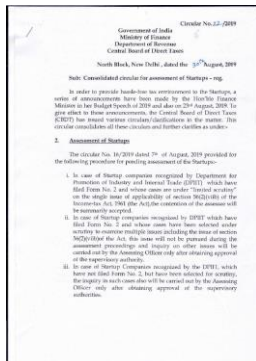 Circular No. 22/2019
Government of India
Ministry of Finance
Department of Revenue
Central Board of Direct Taxes
North Block, New Delhi, dated the 30th August, 2019
Sub: Consolidated circular for assessment of Startups - reg.
In order to provide hassle-free tax environment to the Startups, a
series of announcements have been made by the Hon'ble Finance
Minister in her Budget Speech of 2019 and also on 23rd August, 2019. To
give effect to these announcements, the Central Board of Direct Taxes
(CBDT) has issued various circulars/clarifications in the matter. This
circular consolidates all these circulars and further clarifies as under:-
2. Assessment of Startups
The circular No. 16/2019 dated 7th of August, 2019 provided for
the following procedure for pending assessment of the Startups:-
i. In case of Startup companies recognized by Department for
Promotion of Industry and Internal Trade (DPIIT) which have
filed Form No. 2 and whose cases are under "limited scrutiny"
on the single issue of applicability of section 56(2)(viib) of the
Income-tax Act, 1961 (the Act),the contention of the assessee will
be summarily accepted.
ii. In case of Startup companies recognized by DPIIT which have
filed Form No. 2 and whose cases have been selected under
scrutiny to examine multiple issues including the issue of section
56(2)(viib)of the Act, this issue will not be pursued during the
assessment proceedings and inquiry on other issues will be
carried out by the Assessing Officer only after obtaining approval
of the supervisory authority.
iii. In case of Startup Companies recognized by the DPIIT, which
have not filed Form No. 2, but have been selected for scrutiny,
the inquiry in such cases also will be carried out by the Assessing
Officer only after obtaining approval of the supervisory
authorities.